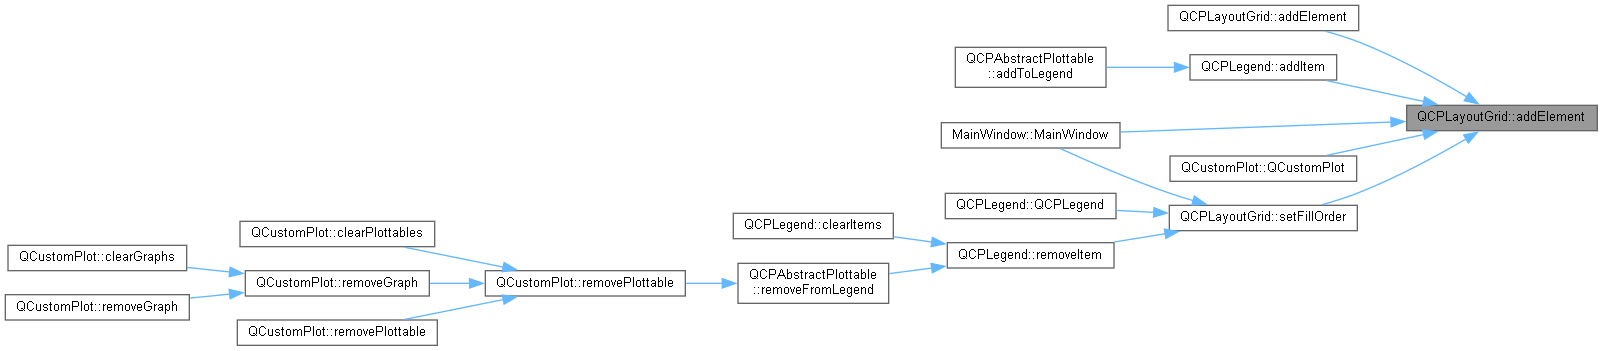 QCPLayoutGrid::addElement
QCPAbstractPlottable
::addToLegend
QCPLegend::addItem
QCPLayoutGrid::addElement
MainWindow::MainWindow
QCustomPlot::QCustomPlot
QCPLegend::QCPLegend
QCPLayoutGrid::setFillOrder
QCPLegend::clearItems
QCustomPlot::clearPlottables
QCustomPlot::clearGraphs
QCPLegend::removeItem
QCPAbstractPlottable
::removeFromLegend
QCustomPlot::removeGraph
QCustomPlot::removePlottable
QCustomPlot::removeGraph
QCustomPlot::removePlottable